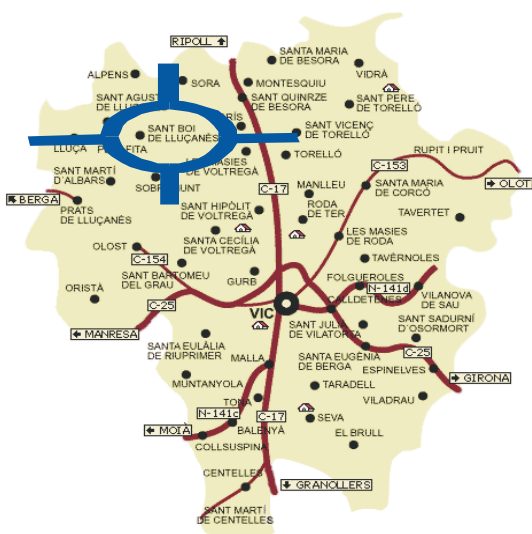 RIPOLL
SANTA MARIA
DE BESORA
ALPENS
SORA
MONTESQUIU
VIDRÀ
SANT AGUST
DE LLUÇANÈS
SANT QUINRZE
DE BESORA
SANT PERE
DE TORELLÓ
SANT BOI
DE LLUÇANÈS
SANT VICENÇ
DE TORELLÓ
LLUÇA
FITA
MASIES
DE VOLTREGÀ
TORELLÓ
RUPIT I PRUIT
C-153
OLOT
SANT MARTÍ
D'ALBARS
SOBR
UNT
C-17
MANLLEU
SANTA MARIA
DE CORCÓ
BERGA
PRATS
DE LLUÇANÈS
SANT HIPÒLIT
DE VOLTREGÀ
RODA
DE TER
TAVERTET
OLOST
C-154
SANTA CECÍLIA
DE VOLTREGÀ
LES MASIES
DE RODA
TAVÈRNOLES
SANT BARTOMEU
DEL GRAU
GURB
FOLGUEROLES
N-141d
ORISTÀ
C-25
VIC
CALLDETENES
VILANOVA
DE SAU
MANRESA
SANT JULIÀ
DE VILATORTA
SANT SADURNÍ
D'OSORMORT
SANTA EULÀLIA
DE RIUPRIMER
MALLA
SANTA EUGÈNIA
DE BERGA
C-25
ESPINELVES
GIRONA
MUNTANYOLA
TARADELL
VILADRAU
TONA
N-141c
C-17
SEVA
MOIÀ
BALENYÀ
EL BRULL
COLLSUSPINA
CENTELLES
GRANOLLERS
SANT MARTÍ
DE CENTELLES